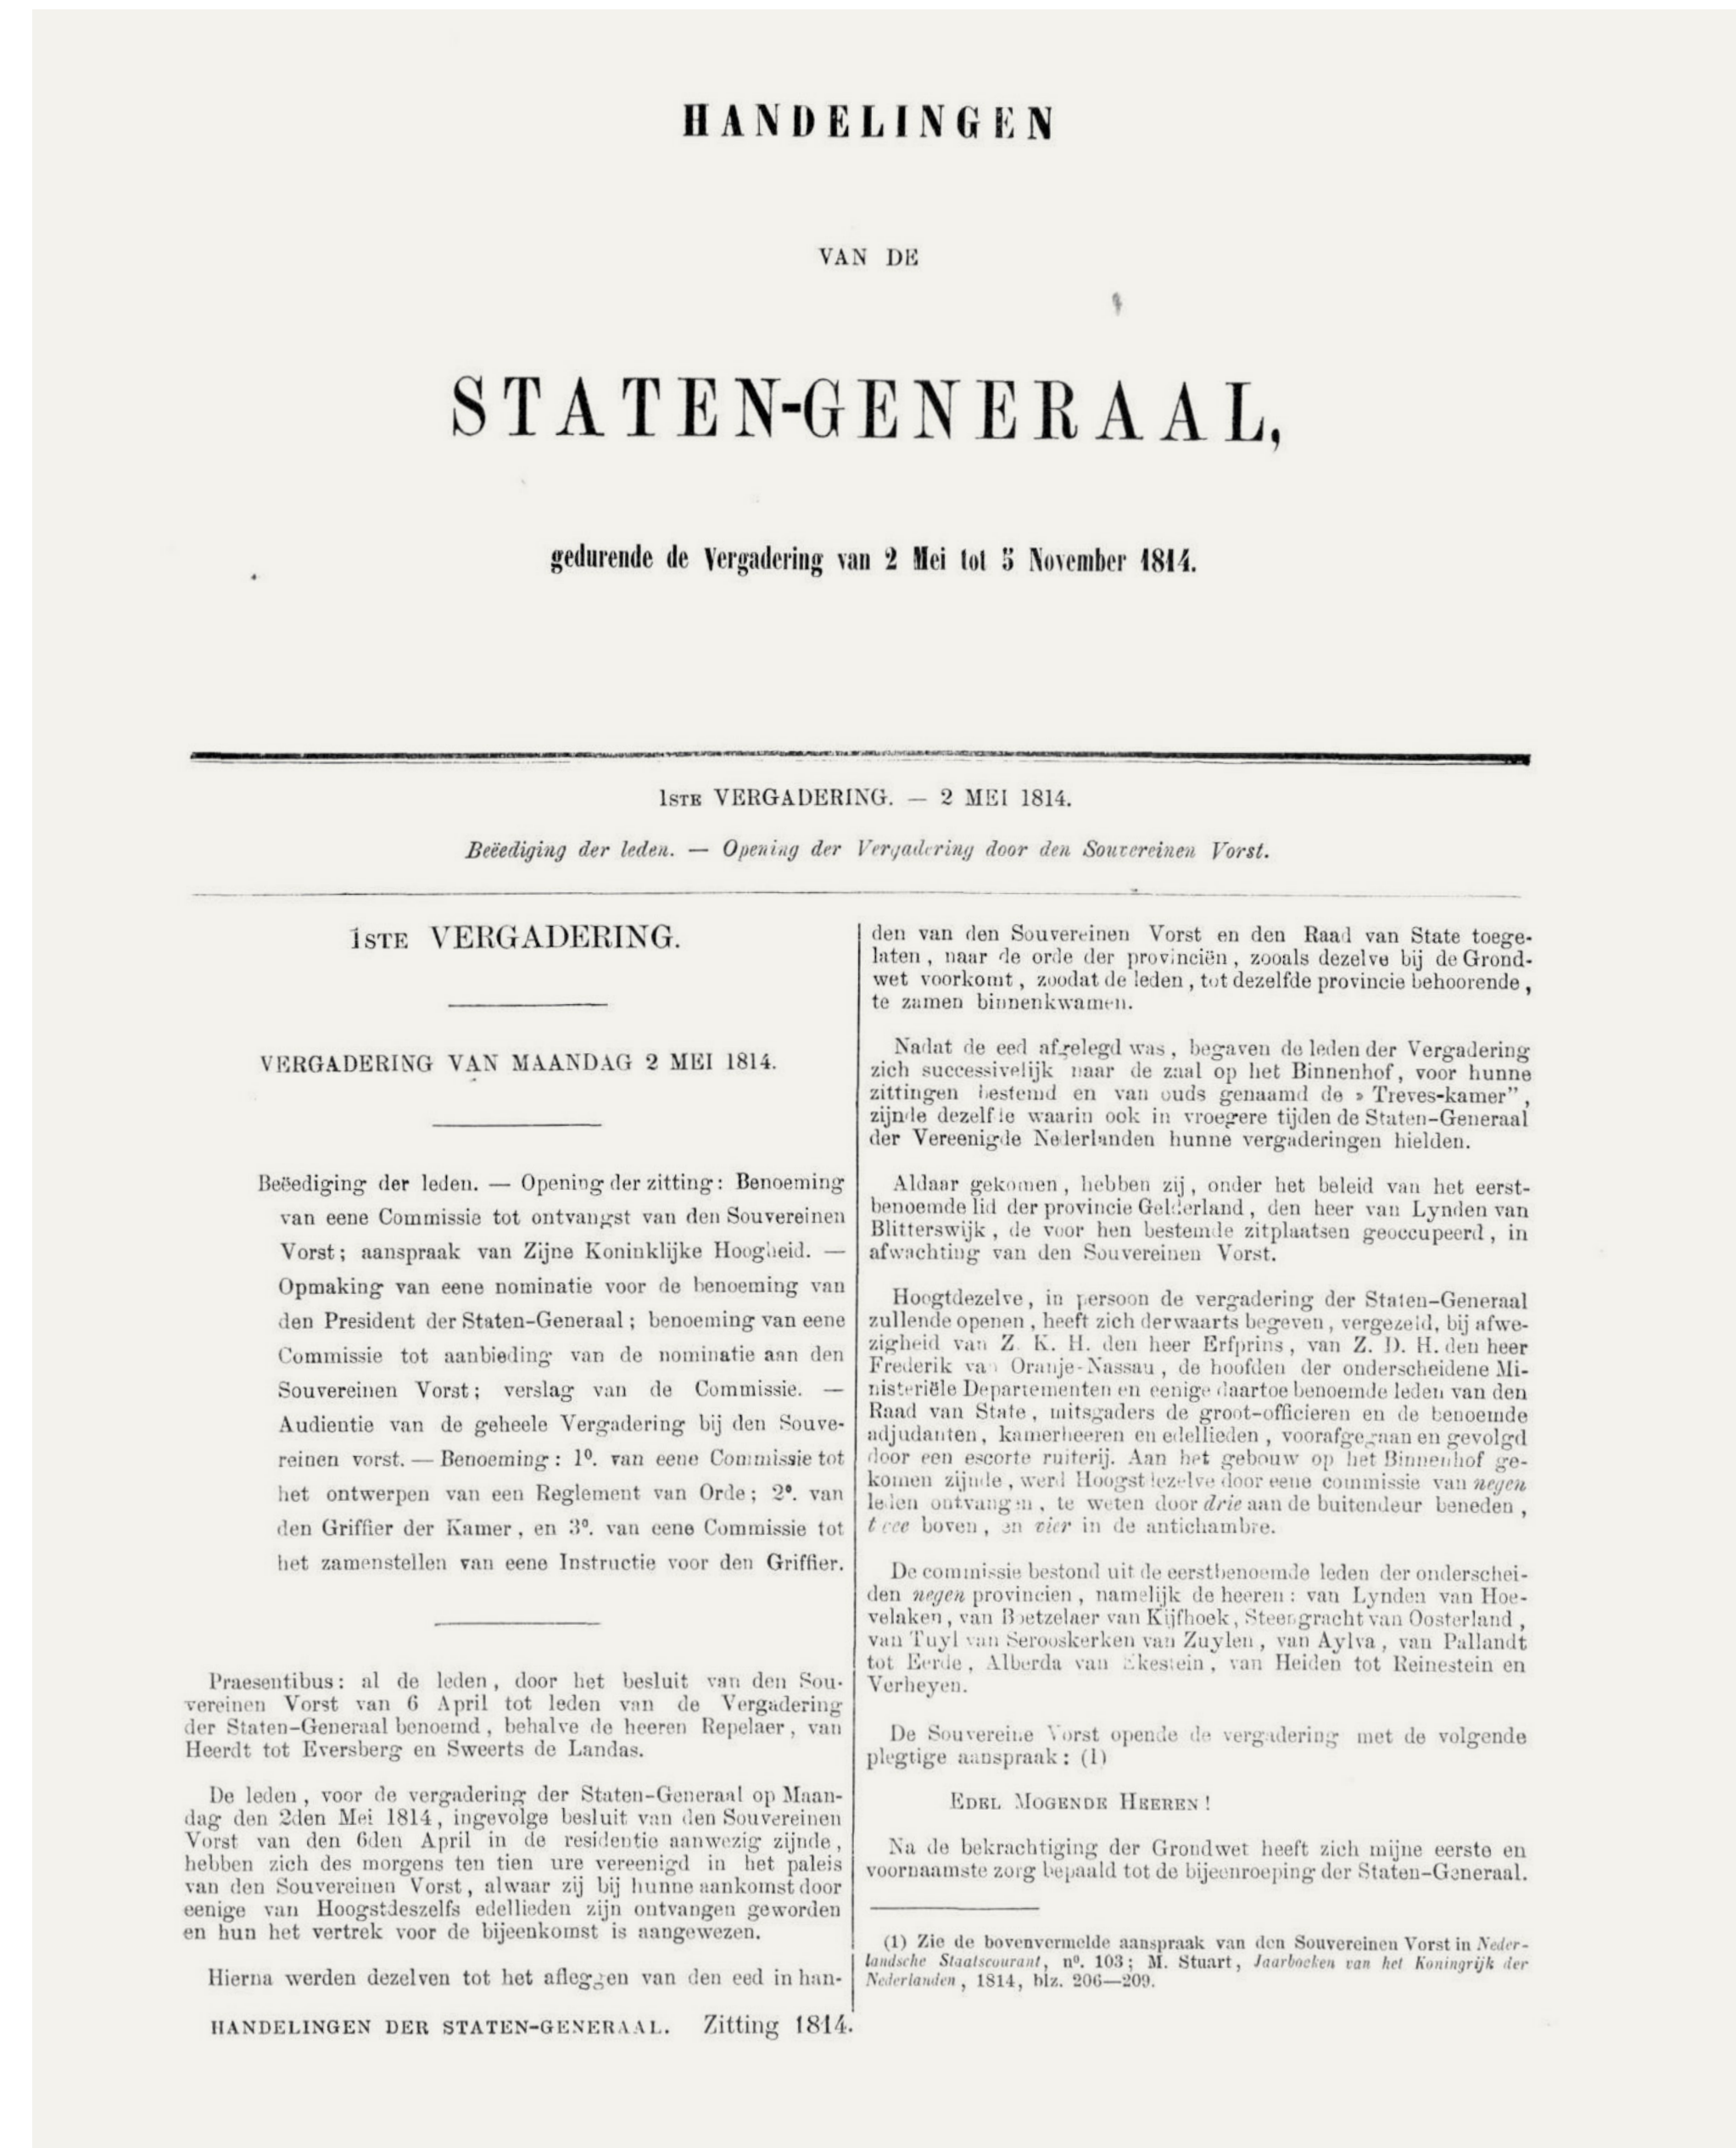 HANDELINGEN
VAN DE
STATEN-GENERAAL,
gedurende de Vergadering van 2 Mei tot 5 November 1814.
1STE VERGADERING. — 2 MEI 1814.
Beëediging der leden. — Opening der Vergadering door den Souvereinen Vorst.
1STE VERGADERING.
VERGADERING VAN MAANDAG 2 MEI 1814.
Beëediging der leden. — Opening der zitting: Benoeming
van eene Commissie tot ontvangst van den Souvereinen
Vorst; aanspraak van Zijne Koninklijke Hoogheid. —
Opmaking van eene nominatie voor de benoeming van
den President der Staten-Generaal; benoeming van eene
Commissie tot aanbieding van de nominatie aan den
Souvereinen Vorst; verslag van de Commissie. —
Audientie van de geheele Vergadering bij den Souve-
reinen vorst. — Benoeming: 1º. van eene Commissie tot
het ontwerpen van een Reglement van Orde; 2º. van
den Griffier der Kamer, en 3º. van eene Commissie tot
het zamenstellen van eene Instructie voor den Griffier.
Praesentibus: al de leden, door het besluit van den Sou-
vereinen Vorst van 6 April tot leden van de Vergadering
der Staten-Generaal benoemd, behalve de heeren Repelaer, van
Heerdt tot Eversberg en Sweerts de Landas.
De leden, voor de vergadering der Staten-Generaal op Maan-
dag den 2den Mei 1814, ingevolge besluit van den Souvereinen
Vorst van den 6den April in de residentie aanwezig zijnde,
hebben zich des morgens ten tien ure vereenigd in het paleis
van den Souvereinen Vorst, alwaar zij bij hunne aankomst door
eenige van Hoogstdeszelfs edellieden zijn ontvangen geworden
en hun het vertrek voor de bijeenkomst is aangewezen.
Hierna werden dezelven tot het afleggen van den eed in han-
HANDELINGEN DER STATEN-GENERAAL. Zitting 1814.
den van den Souvereinen Vorst en den Raad van State toege-
laten, naar de orde der provinciën, zooals dezelve bij de Grond-
wet voorkomt, zoodat de leden, tot dezelfde provincie behoorende,
te zamen binnenkwamen.
Nadat de eed afgelegd was, begaven de leden der Vergadering
zich successivelijk naar de zaal op het Binnenhof, voor hunne
zittingen bestemd en van ouds genaamd de » Treves-kamer”,
zijnde dezelfde waarin ook in vroegere tijden de Staten-Generaal
der Vereenigde Nederlanden hunne vergaderingen hielden.
Aldaar gekomen, hebben zij, onder het beleid van het eerst-
benoemde lid der provincie Gelderland, den heer van Lynden van
Blitterswijk, de voor hen bestemde zitplaatsen geoccupeerd, in
afwachting van den Souvereinen Vorst.
Hoogtdezelve, in persoon de vergadering der Staten-Generaal
zullende openen, heeft zich derwaarts begeven, vergezeld, bij afwe-
zigheid van Z. K. H. den heer Erfprins, van Z. D. H. den heer
Frederik van Oranje-Nassau, de hoofden der onderscheidene Mi-
nisteriële Departementen en eenige daartoe benoemde leden van den
Raad van State, mitsgaders de groot-officieren en de benoemde
adjudanten, kamerheeren en edellieden, voorafgegaan en gevolgd
door een escorte ruiterij. Aan het gebouw op het Binnenhof ge-
komen zijnde, werd Hoogstdezelve door eene commissie van negen
leden ontvangen, te weten door drie aan de buitendeur beneden,
twee boven, en vier in de antichambre.
De commissie bestond uit de eerstbenoemde leden der onderschei-
den negen provincien, namelijk de heeren: van Lynden van Hoe-
velaken, van Boetzelaer van Kijfhoek, Steengracht van Oosterland,
van Tuyl van Serooskerken van Zuylen, van Aylva, van Pallandt
tot Eerde, Alberda van Ekestein, van Heiden tot Reinestein en
Verheyen.
De Souvereine Vorst opende de vergadering met de volgende
plegtige aanspraak: (1)
EDEL MOGENDE HEEREN!
Na de bekrachtiging der Grondwet heeft zich mijne eerste en
voornaamste zorg bepaald tot de bijeenroeping der Staten-Generaal.
(1) Zie de bovenvermelde aanspraak van den Souvereinen Vorst in Neder-
landsche Staatscourant, nº. 103; M. Stuart, Jaarboeken van het Koningrijk der
Nederlanden, 1814, blz. 206—209.